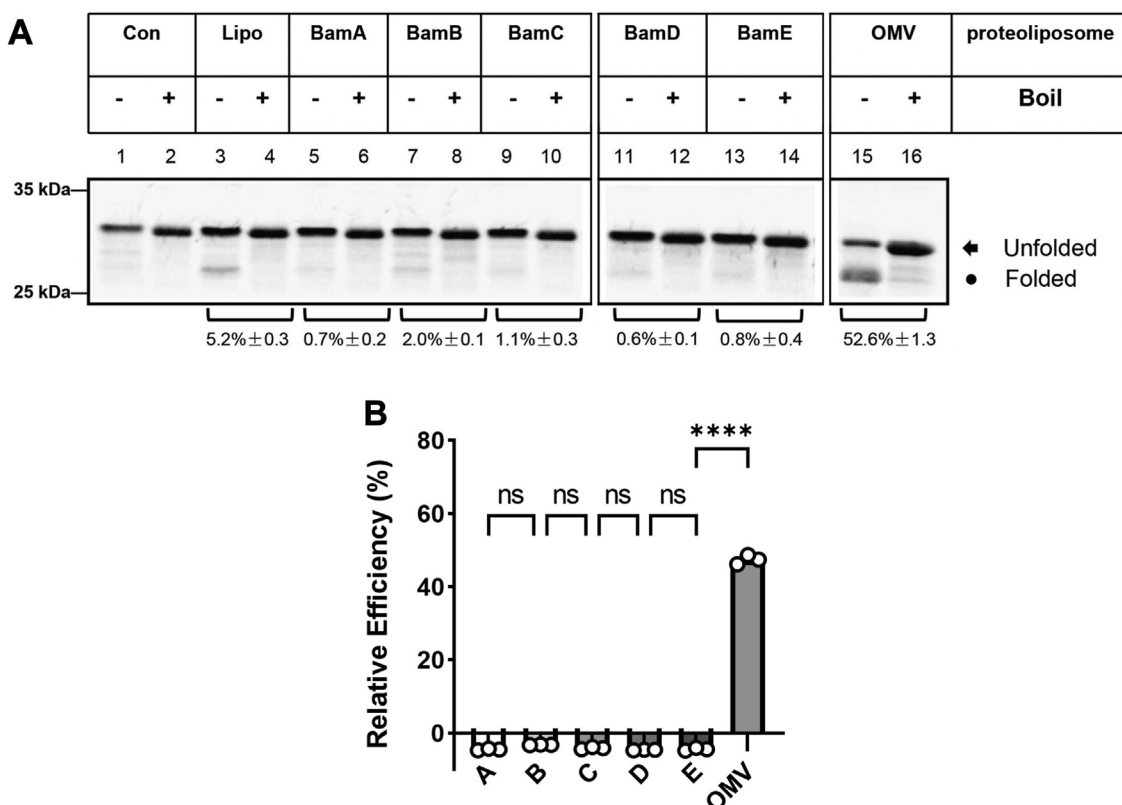 A
Con Lipo BamA BamB BamC BamD BamE OMV proteoliposome
- + - + - + - + - + - + - + - + Boil
1 2 3 4 5 6 7 8 9 10 11 12 13 14 15 16
35 kDa
Unfolded
Folded
25 kDa
5.2%±0.3 0.7%±0.2 2.0%±0.1 1.1%±0.3 0.6%±0.1 0.8%±0.4 52.6%±1.3
B
Relative Efficiency (%)
80
60
40
20
0
ns ns ns ns ****
A B C D E OMV